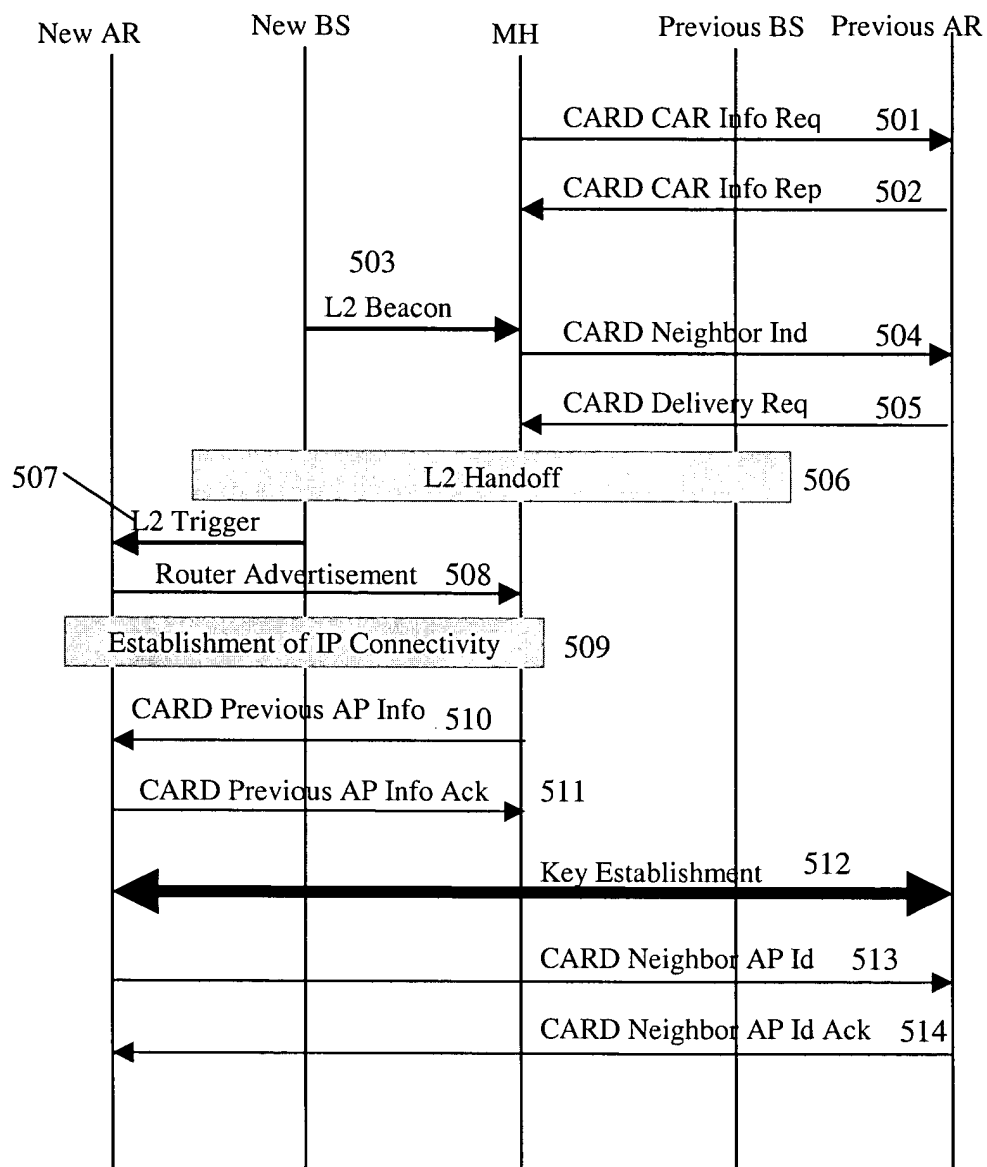 New AR New BS MH Previous BS Previous AR
CARD CAR Info Req 501
CARD CAR Info Rep 502
503
L2 Beacon
CARD Neighbor Ind 504
CARD Delivery Req 505
L2 Handoff 506
507
L2 Trigger
Router Advertisement 508
Establishment of IP Connectivity 509
CARD Previous AP Info 510
CARD Previous AP Info Ack 511
Key Establishment 512
CARD Neighbor AP Id 513
CARD Neighbor AP Id Ack 514